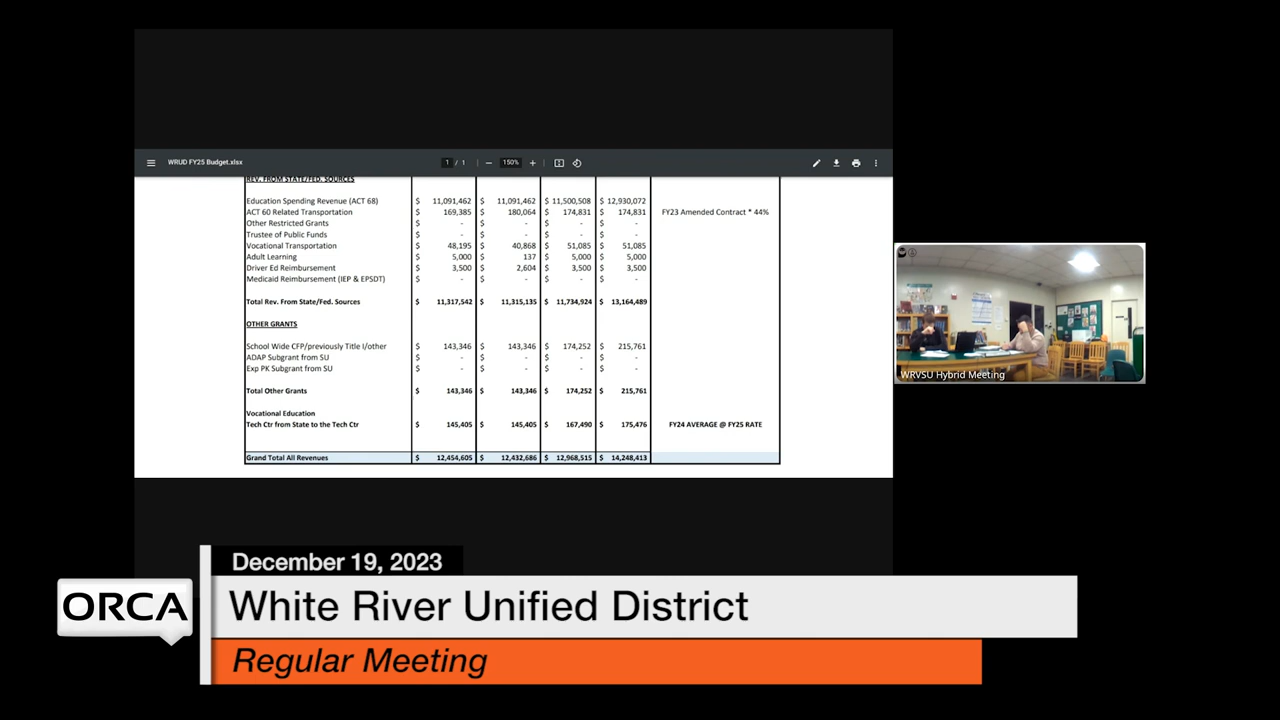 WRUD FY25 Budget.xlsx 1 / 1 150%
REV. FROM STATE/FED. SOURCES
Education Spending Revenue (ACT 68) $ 11,091,462 $ 11,091,462 $ 11,500,508 $ 12,930,072
ACT 60 Related Transportation $ 169,385 $ 180,064 $ 174,831 $ 174,831 FY23 Amended Contract * 44%
Other Restricted Grants $ - $ - $ - $ -
Trustee of Public Funds $ - $ - $ - $ -
Vocational Transportation $ 48,195 $ 40,868 $ 51,085 $ 51,085
Adult Learning $ 5,000 $ 137 $ 5,000 $ 5,000
Driver Ed Reimbursement $ 3,500 $ 2,604 $ 3,500 $ 3,500
Medicaid Reimbursement (IEP & EPSDT) $ - $ - $ - $ -
Total Rev. From State/Fed. Sources $ 11,317,542 $ 11,315,135 $ 11,734,924 $ 13,164,489
OTHER GRANTS
School Wide CFP/previously Title I/other $ 143,346 $ 143,346 $ 174,252 $ 215,761
ADAP Subgrant from SU $ - $ - $ - $ -
Exp PK Subgrant from SU $ - $ - $ - $ -
Total Other Grants $ 143,346 $ 143,346 $ 174,252 $ 215,761
Vocational Education
Tech Ctr from State to the Tech Ctr $ 145,405 $ 145,405 $ 167,490 $ 175,476 FY24 AVERAGE @ FY25 RATE
Grand Total All Revenues $ 12,454,605 $ 12,432,686 $ 12,968,515 $ 14,248,413
WRVSU Hybrid Meeting
December 19, 2023
ORCA
White River Unified District
Regular Meeting